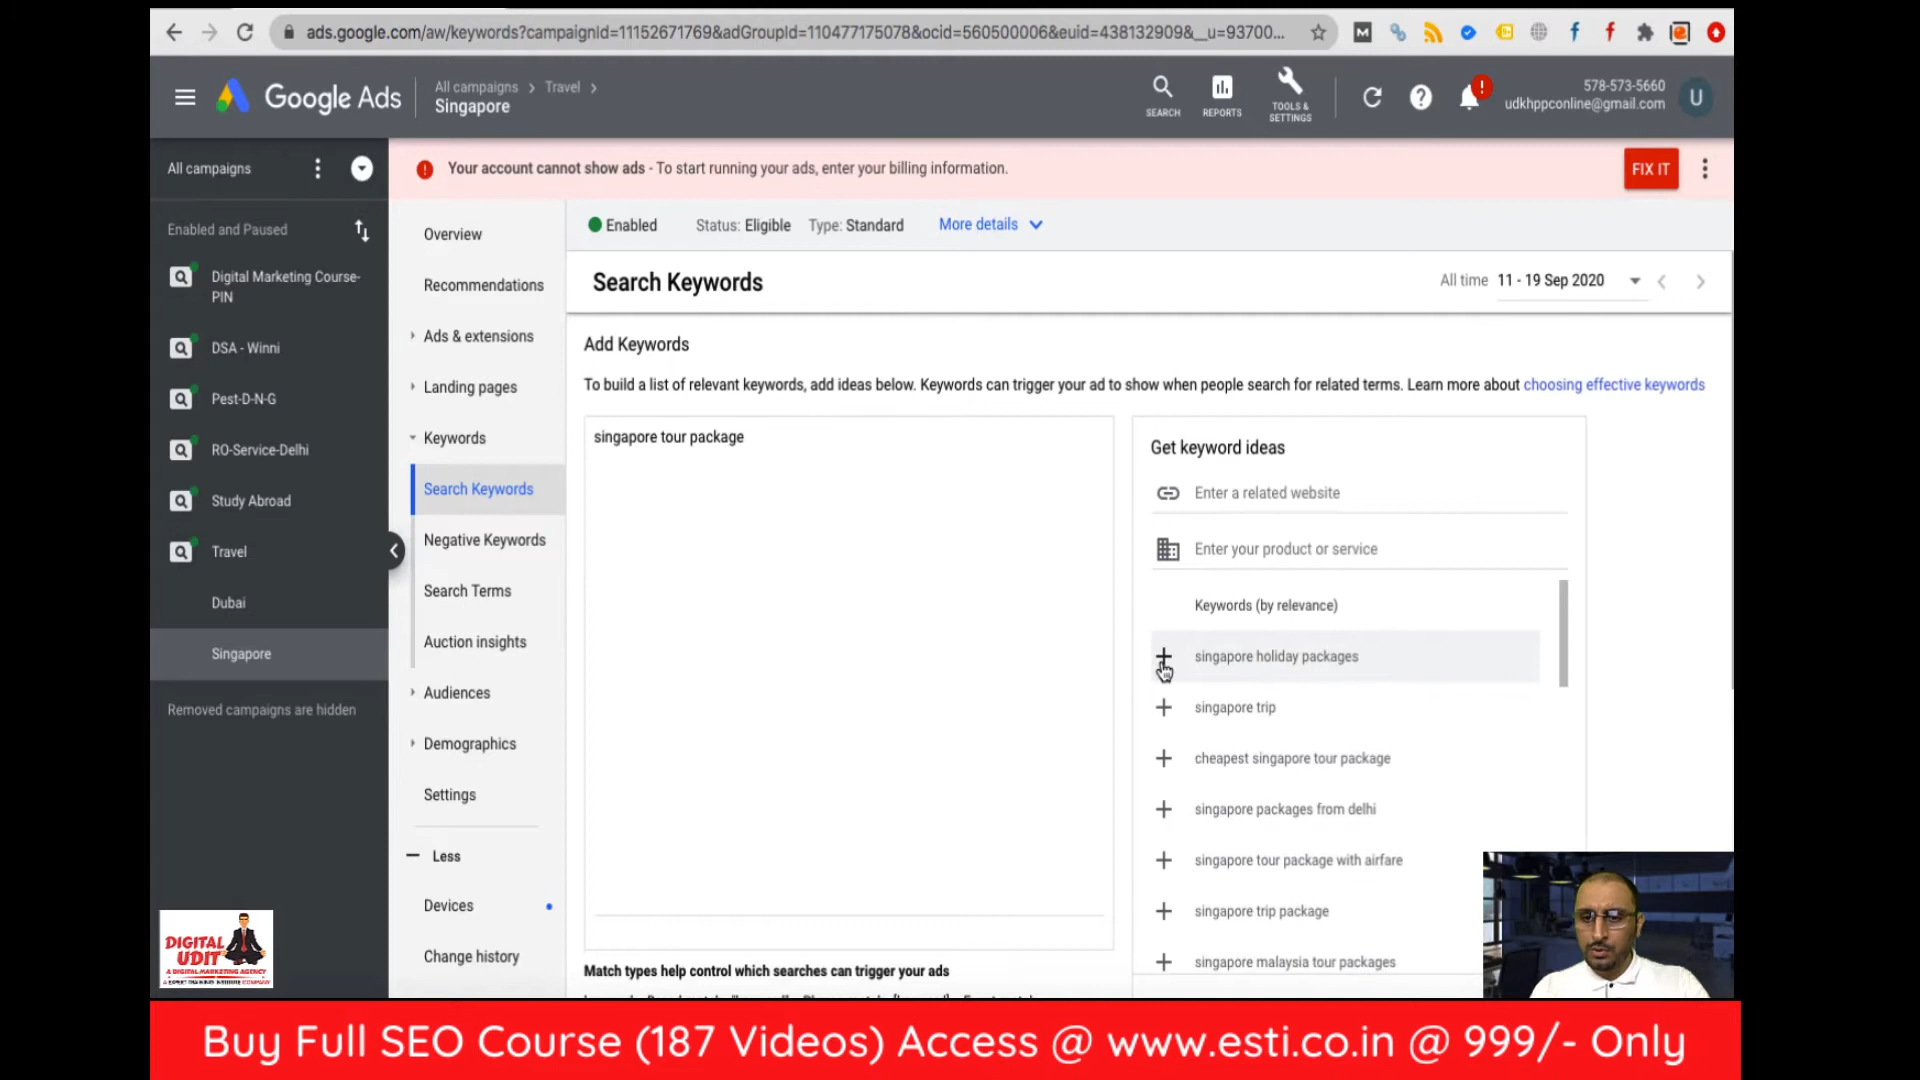 ads.google.com/aw/keywords?campaignId=11152671769&adGroupId=110477175078&ocid=560500006&euid=438132909&__u=93700...
Google Ads
All campaigns > Travel >
Singapore
SEARCH
REPORTS
TOOLS &
SETTINGS
578-573-5660
udkhppconline@gmail.com
U
All campaigns
Your account cannot show ads - To start running your ads, enter your billing information.
FIX IT
Enabled and Paused
Digital Marketing Course-
PIN
DSA - Winni
Pest-D-N-G
RO-Service-Delhi
Study Abroad
Travel
Dubai
Singapore
Removed campaigns are hidden
Overview
Recommendations
Ads & extensions
Landing pages
Keywords
Search Keywords
Negative Keywords
Search Terms
Auction insights
Audiences
Demographics
Settings
Less
Devices
Change history
Enabled Status: Eligible Type: Standard More details
Search Keywords
All time 11 - 19 Sep 2020
Add Keywords
To build a list of relevant keywords, add ideas below. Keywords can trigger your ad to show when people search for related terms. Learn more about choosing effective keywords
singapore tour package
Get keyword ideas
Enter a related website
Enter your product or service
Keywords (by relevance)
singapore holiday packages
singapore trip
cheapest singapore tour package
singapore packages from delhi
singapore tour package with airfare
singapore trip package
singapore malaysia tour packages
Match types help control which searches can trigger your ads
DIGITAL
UDIT
A DIGITAL MARKETING AGENCY
Buy Full SEO Course (187 Videos) Access @ www.esti.co.in @ 999/- Only